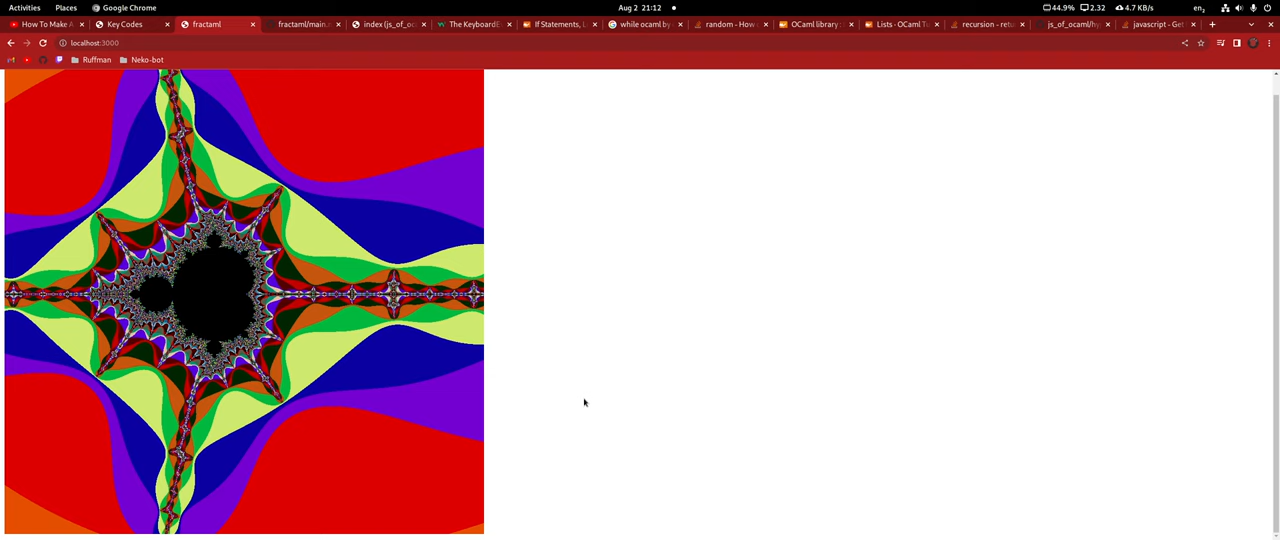 Activities Places Google Chrome Aug 2 21:12 44.9% 2.32 4.7 KB/s en₂
How To Make A Key Codes fractaml fractaml/main. index (js_of_oc The KeyboardE If Statements, L while ocaml by random - How OCaml library : Lists - OCaml Tu recursion - retu js_of_ocaml/hy javascript - Get
localhost:3000
Ruffman Neko-bot